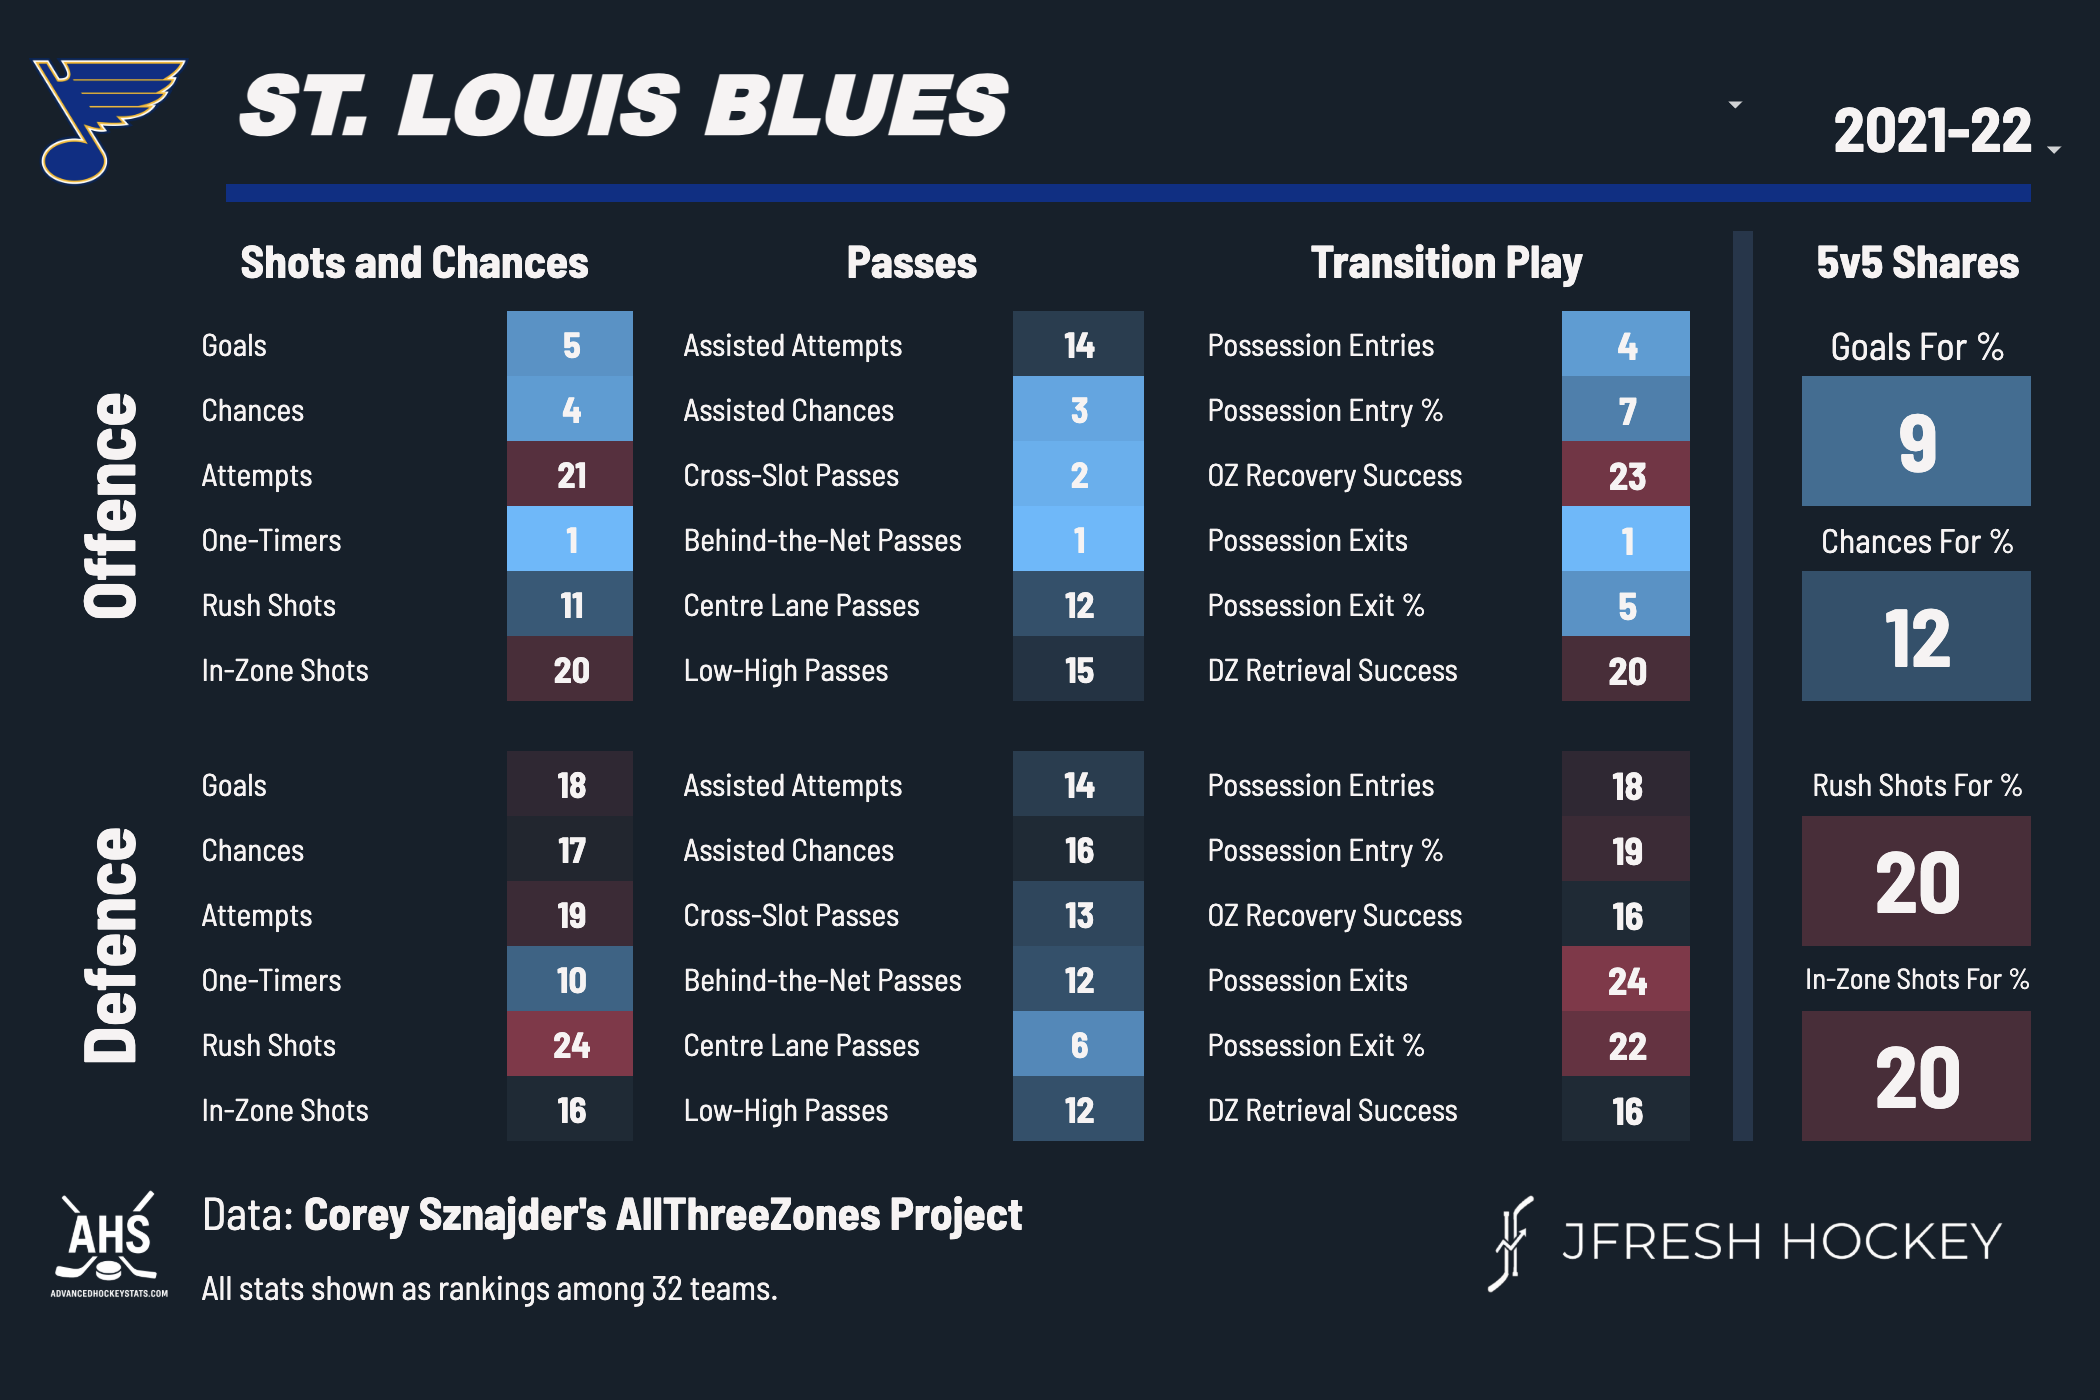 ST. LOUIS BLUES
2021-22
Shots and Chances
Passes
Transition Play
5v5 Shares
Offence
Goals 5
Chances 4
Attempts 21
One-Timers 1
Rush Shots 11
In-Zone Shots 20
Assisted Attempts 14
Assisted Chances 3
Cross-Slot Passes 2
Behind-the-Net Passes 1
Centre Lane Passes 12
Low-High Passes 15
Possession Entries 4
Possession Entry % 7
OZ Recovery Success 23
Possession Exits 1
Possession Exit % 5
DZ Retrieval Success 20
Goals For %
9
Chances For %
12
Defence
Goals 18
Chances 17
Attempts 19
One-Timers 10
Rush Shots 24
In-Zone Shots 16
Assisted Attempts 14
Assisted Chances 16
Cross-Slot Passes 13
Behind-the-Net Passes 12
Centre Lane Passes 6
Low-High Passes 12
Possession Entries 18
Possession Entry % 19
OZ Recovery Success 16
Possession Exits 24
Possession Exit % 22
DZ Retrieval Success 16
Rush Shots For %
20
In-Zone Shots For %
20
AHS
ADVANCEDHOCKEYSTATS.COM
Data: Corey Sznajder's AllThreeZones Project
All stats shown as rankings among 32 teams.
JFRESH HOCKEY